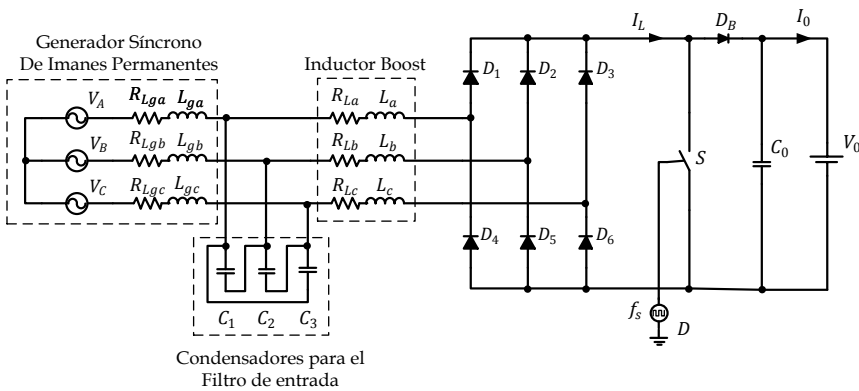 Generador Síncrono
De Imanes Permanentes
V_A R_Lga L_ga
V_B R_Lgb L_gb
V_C R_Lgc L_gc
Inductor Boost
R_La L_a
R_Lb L_b
R_Lc L_c
C_1 C_2 C_3
Condensadores para el
Filtro de entrada
I_L D_B I_0
D_1 D_2 D_3
S C_0 V_0
D_4 D_5 D_6
f_s D